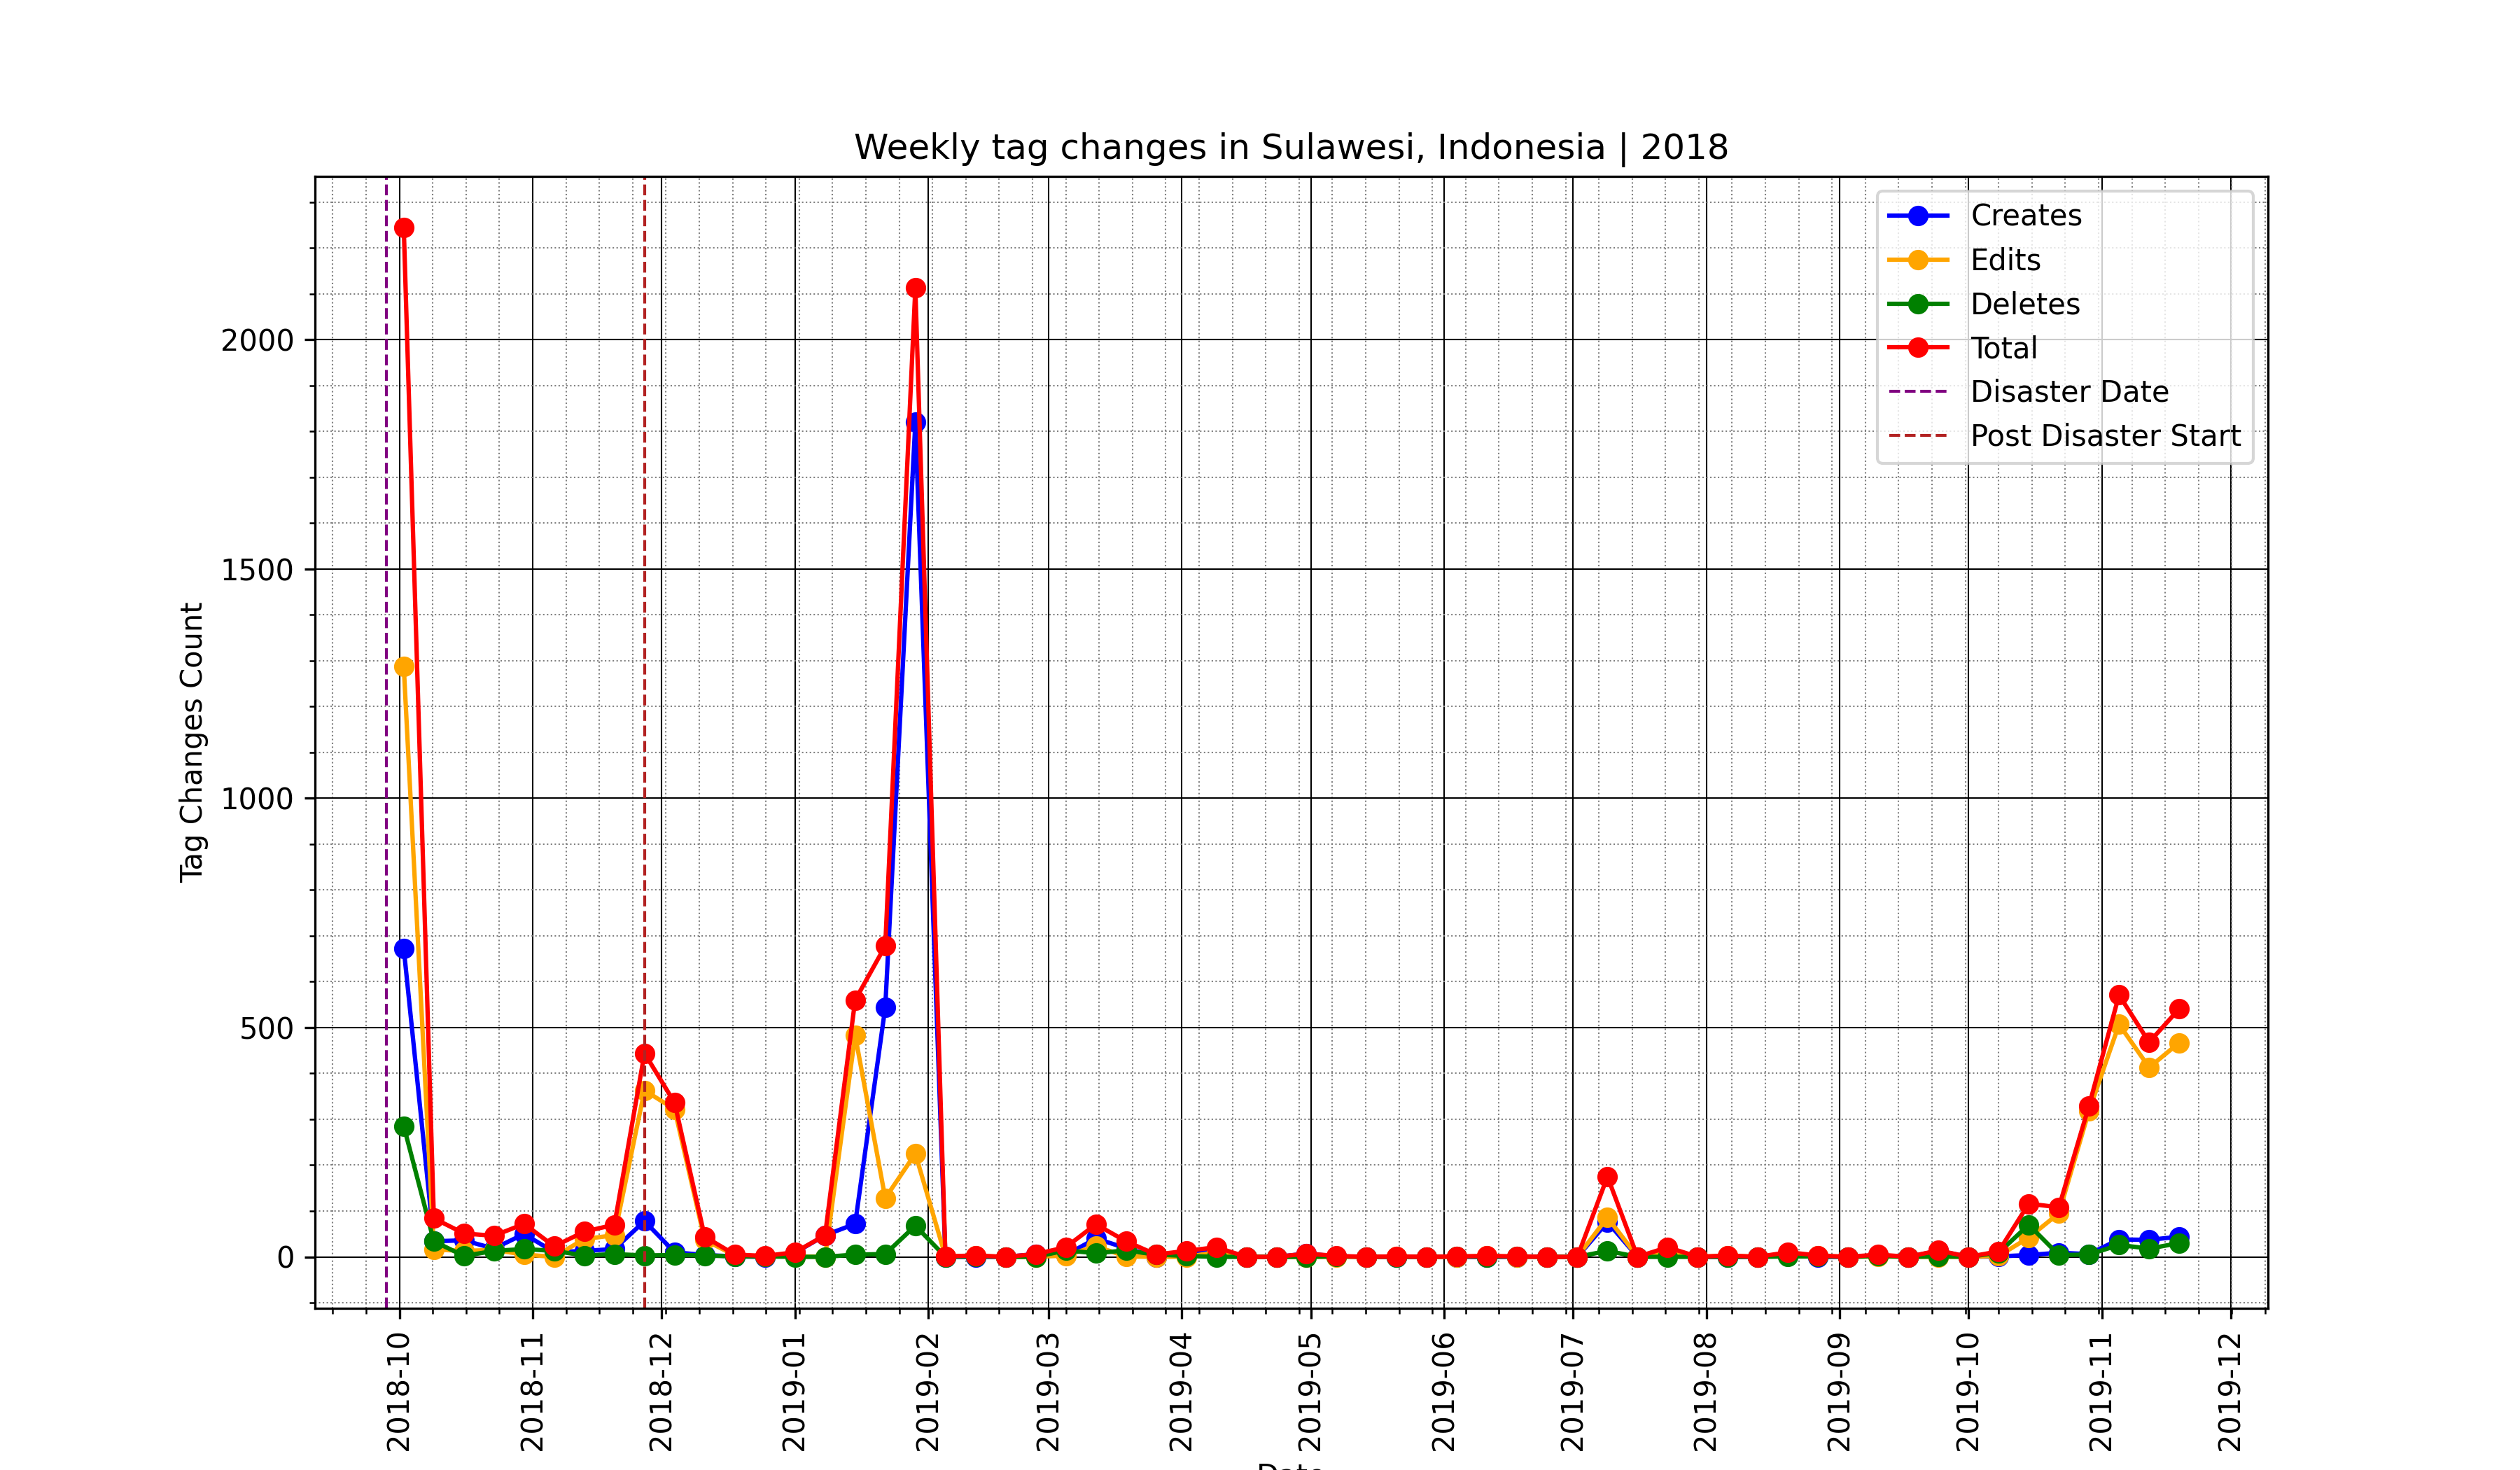 Weekly tag changes in Sulawesi, Indonesia | 2018
Creates
Edits
Deletes
Total
Disaster Date
Post Disaster Start
Tag Changes Count
2000
1500
1000
500
0
2018-10
2018-11
2018-12
2019-01
2019-02
2019-03
2019-04
2019-05
2019-06
2019-07
2019-08
2019-09
2019-10
2019-11
2019-12
Date